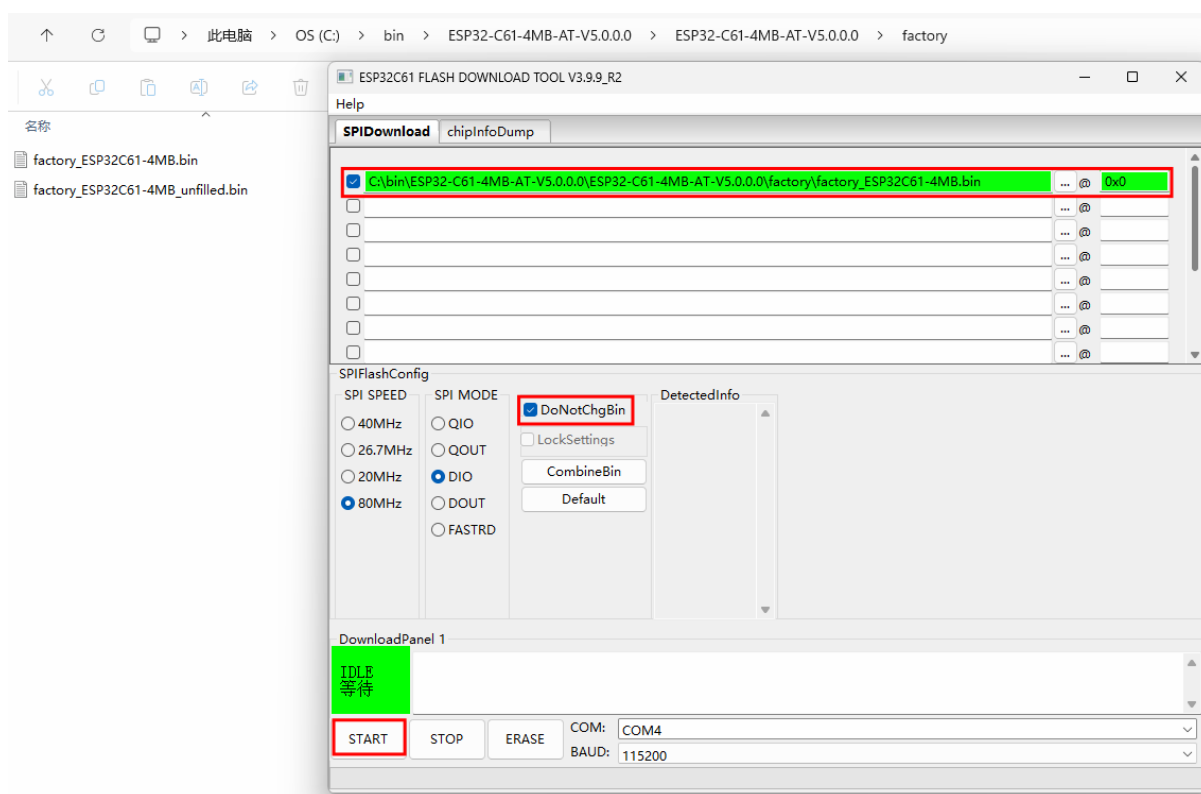 此电脑 > OS (C:) > bin > ESP32-C61-4MB-AT-V5.0.0.0 > ESP32-C61-4MB-AT-V5.0.0.0 > factory
名称
factory_ESP32C61-4MB.bin
factory_ESP32C61-4MB_unfilled.bin
ESP32C61 FLASH DOWNLOAD TOOL V3.9.9_R2
Help
SPIDownload chipInfoDump
C:\bin\ESP32-C61-4MB-AT-V5.0.0.0\ESP32-C61-4MB-AT-V5.0.0.0\factory\factory_ESP32C61-4MB.bin ... @ 0x0
... @
... @
... @
... @
... @
... @
... @
SPIFlashConfig
SPI SPEED
40MHz
26.7MHz
20MHz
80MHz
SPI MODE
QIO
QOUT
DIO
DOUT
FASTRD
DoNotChgBin
LockSettings
CombineBin
Default
DetectedInfo
DownloadPanel 1
IDLE
等待
START STOP ERASE
COM: COM4
BAUD: 115200